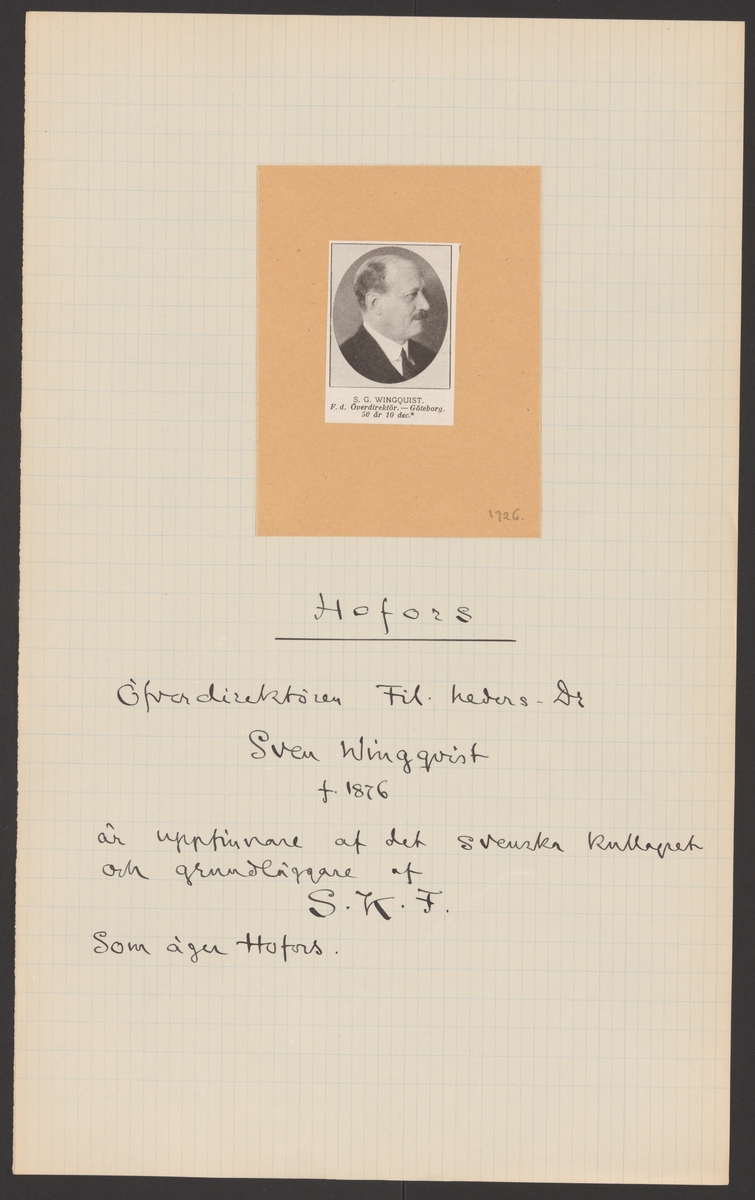 S. G. WINGQUIST.
F. d. Överdirektör. — Göteborg.
50 år 10 dec.*
1926.
Hofors
Öfverdirektören Fil. heders-Dr
Sven Wingqvist
f. 1876
är uppfinnare af det svenska kullagret
och grundläggare af
S.K.F.
Som äger Hofors.